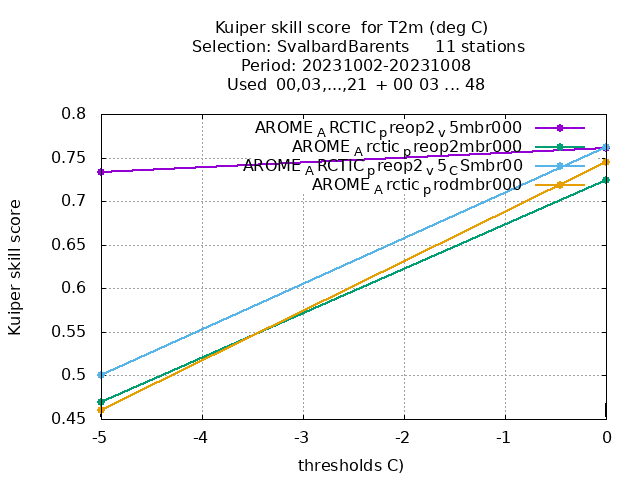 Kuiper skill score for T2m (deg C)
Selection: SvalbardBarents 11 stations
Period: 20231002-20231008
Used 00,03,...,21 + 00 03 ... 48
Kuiper skill score
0.8
0.75
0.7
0.65
0.6
0.55
0.5
0.45
AROME_ARCTIC_preop2_v5mbr000
AROME_Arctic_preop2mbr000
AROME_ARCTIC_preop2_v5_CSmbr00
AROME_Arctic_prodmbr000
-5 -4 -3 -2 -1 0
thresholds C)